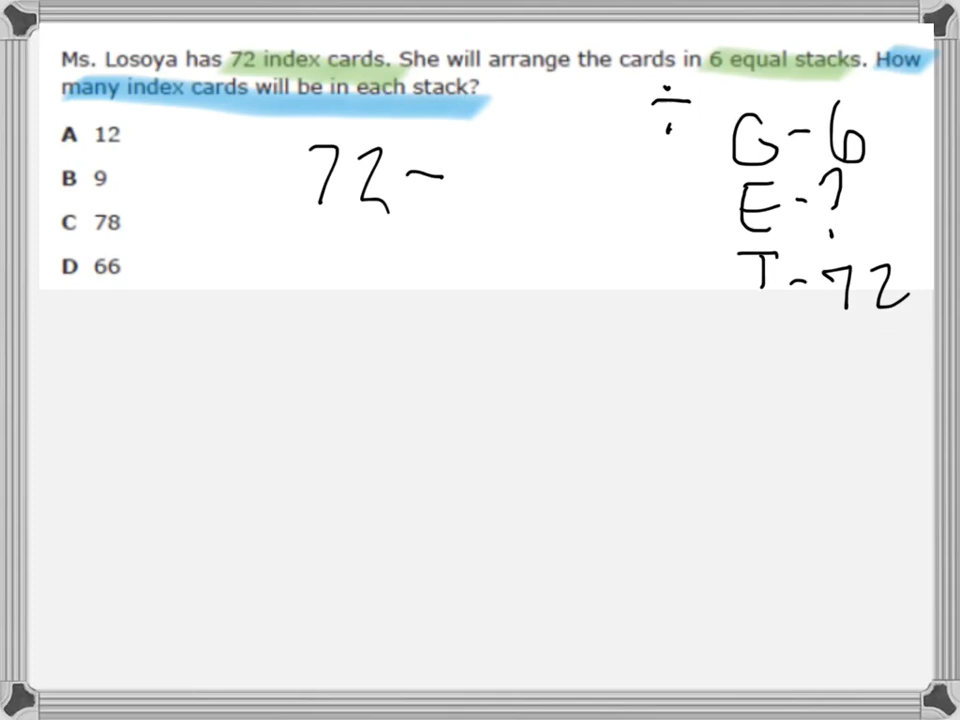 Ms. Losoya has 72 index cards. She will arrange the cards in 6 equal stacks. How
many index cards will be in each stack?
A 12
B 9
C 78
D 66
72 -
÷
G - 6
E - ?
T - 72